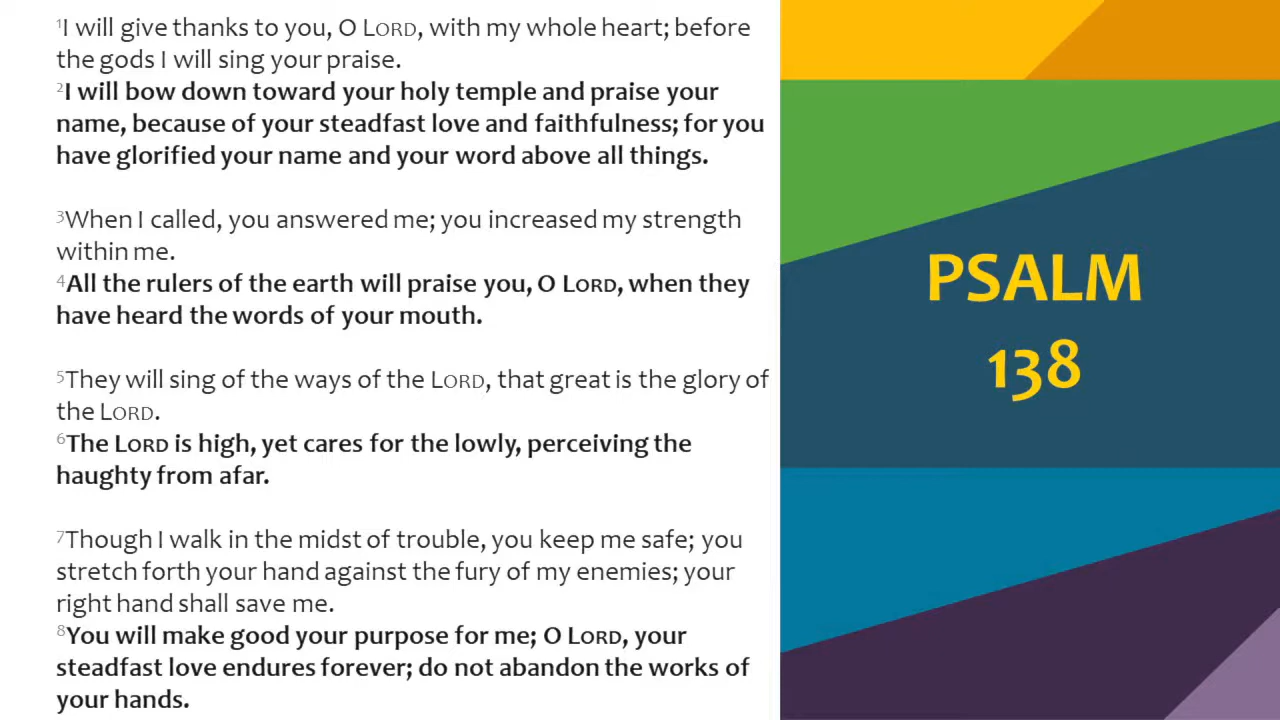 ¹I will give thanks to you, O LORD, with my whole heart; before
the gods I will sing your praise.
²I will bow down toward your holy temple and praise your
name, because of your steadfast love and faithfulness; for you
have glorified your name and your word above all things.
³When I called, you answered me; you increased my strength
within me.
⁴All the rulers of the earth will praise you, O LORD, when they
have heard the words of your mouth.
⁵They will sing of the ways of the LORD, that great is the glory of
the LORD.
⁶The LORD is high, yet cares for the lowly, perceiving the
haughty from afar.
⁷Though I walk in the midst of trouble, you keep me safe; you
stretch forth your hand against the fury of my enemies; your
right hand shall save me.
⁸You will make good your purpose for me; O LORD, your
steadfast love endures forever; do not abandon the works of
your hands.
PSALM
138